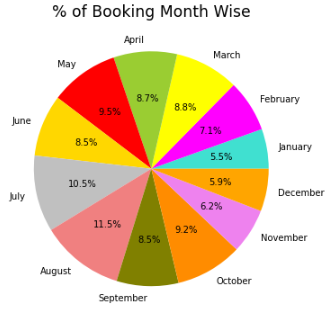 % of Booking Month Wise
April
March
May
8.7%
8.8%
9.5%
February
7.1%
June
8.5%
January
5.5%
July
10.5%
5.9%
December
6.2%
11.5%
9.2%
8.5%
November
August
October
September